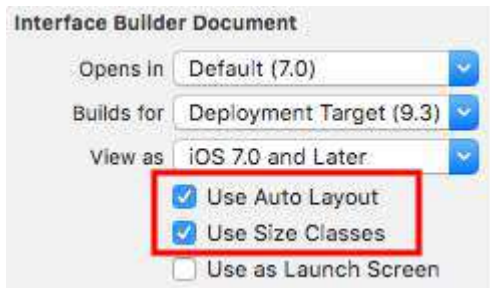 Interface Builder Document
Opens in Default (7.0)
Builds for Deployment Target (9.3)
View as iOS 7.0 and Later
Use Auto Layout
Use Size Classes
Use as Launch Screen